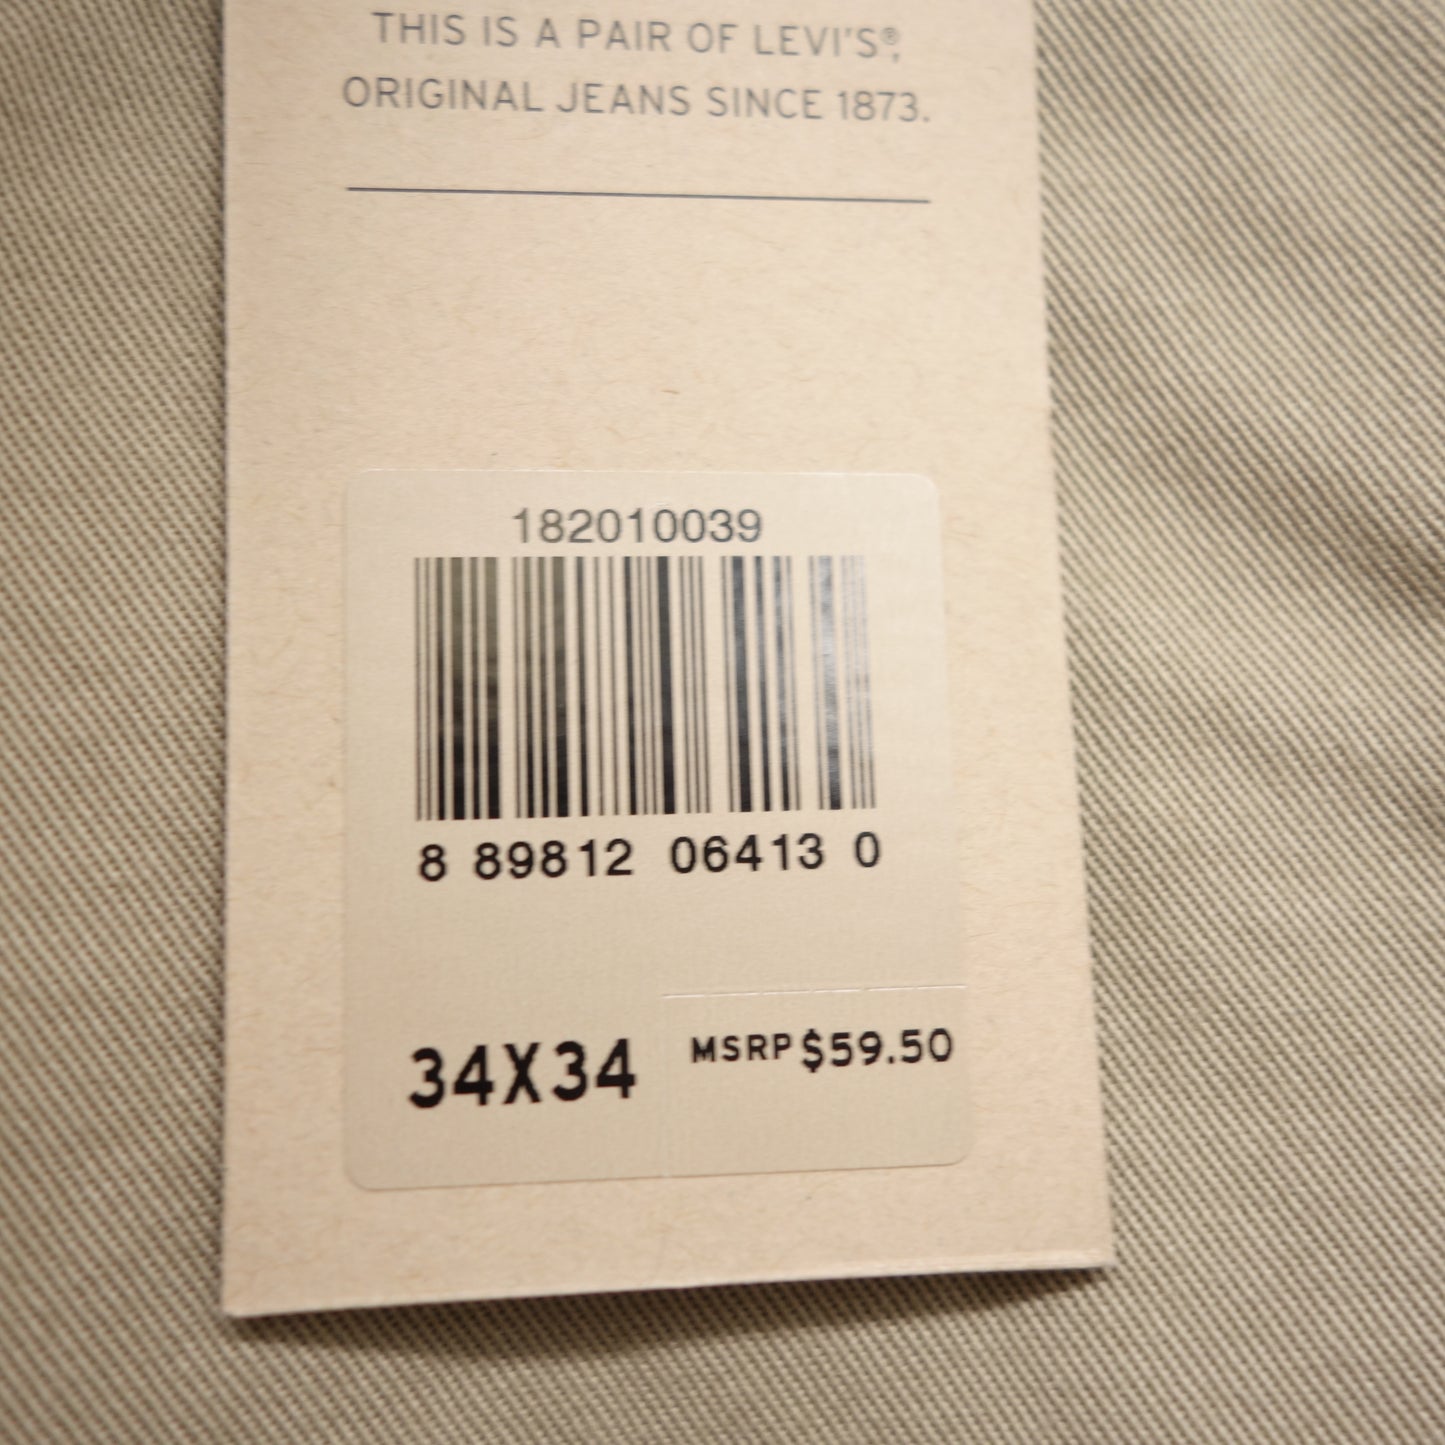 THIS IS A PAIR OF LEVI'S®,
ORIGINAL JEANS SINCE 1873.
182010039
8 89812 06413 0
34X34 MSRP $59.50